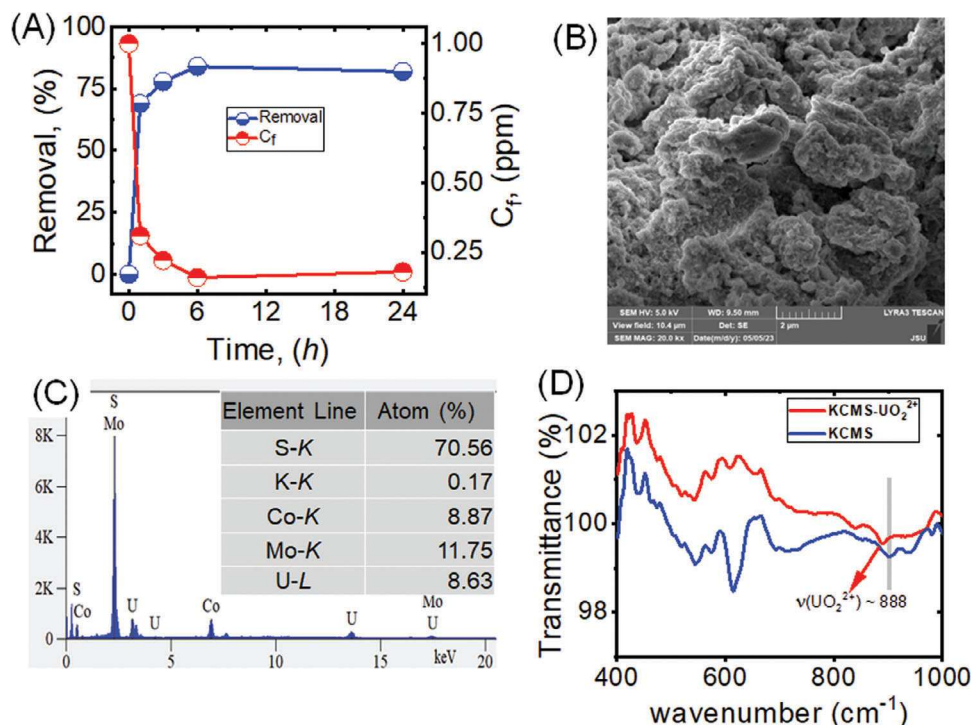 (A)
Removal, (%)
100
75
50
25
0
Removal
C_f
1.00
0.75
0.50
0.25
C_f, (ppm)
0 6 12 18 24
Time, (h)
(B)
SEM HV: 5.0 kV WD: 9.50 mm LYRA3 TESCAN
View field: 10.4 µm Det: SE 2 µm
SEM MAG: 20.0 kx Date(m/d/y): 05/05/23 JSU
(C)
8K
6K
4K
2K
0
S
Mo
S
Co
U
U
Co
U
Mo
U
0 5 10 15 keV 20
Element Line Atom (%)
S-K 70.56
K-K 0.17
Co-K 8.87
Mo-K 11.75
U-L 8.63
(D)
Transmittance (%)
102
100
98
KCMS-UO₂²⁺
KCMS
ν(UO₂²⁺) ~ 888
400 600 800 1000
wavenumber (cm⁻¹)